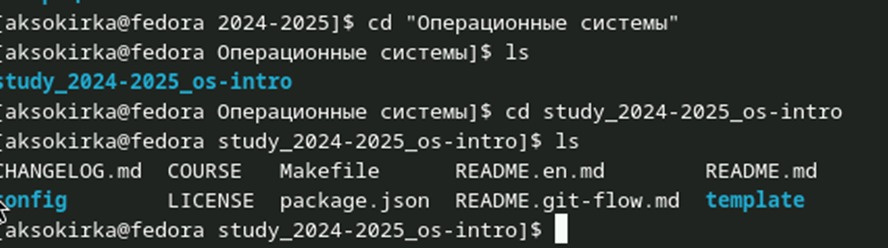 [aksokirka@fedora 2024-2025]$ cd "Операционные системы"
[aksokirka@fedora Операционные системы]$ ls
study_2024-2025_os-intro
[aksokirka@fedora Операционные системы]$ cd study_2024-2025_os-intro
[aksokirka@fedora study_2024-2025_os-intro]$ ls
CHANGELOG.md COURSE Makefile README.en.md README.md
config LICENSE package.json README.git-flow.md template
[aksokirka@fedora study_2024-2025_os-intro]$